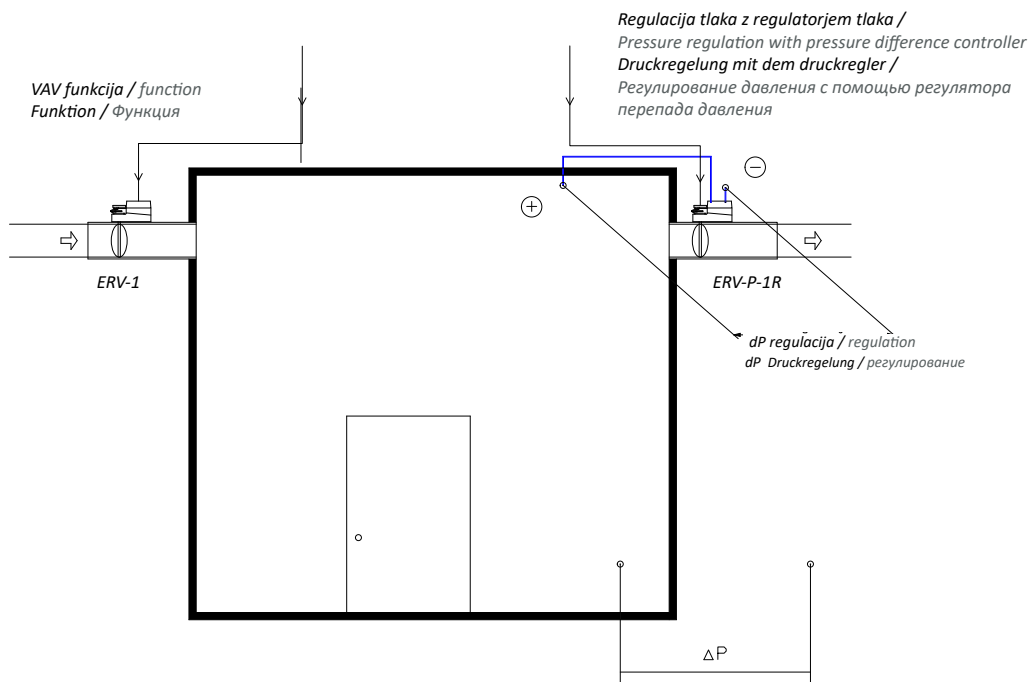 Regulacija tlaka z regulatorjem tlaka /
Pressure regulation with pressure difference controller
Druckregelung mit dem druckregler /
Регулирование давления с помощью регулятора
перепада давления
VAV funkcija / function
Funktion / Функция
+
−
ERV-1
ERV-P-1R
dP regulacija / regulation
dP Druckregelung / регулирование
ΔP